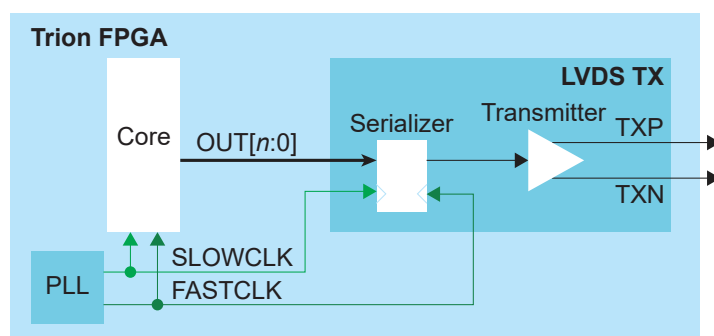 Trion FPGA
LVDS TX
Core
OUT[n:0]
Serializer
Transmitter
TXP
TXN
PLL
SLOWCLK
FASTCLK